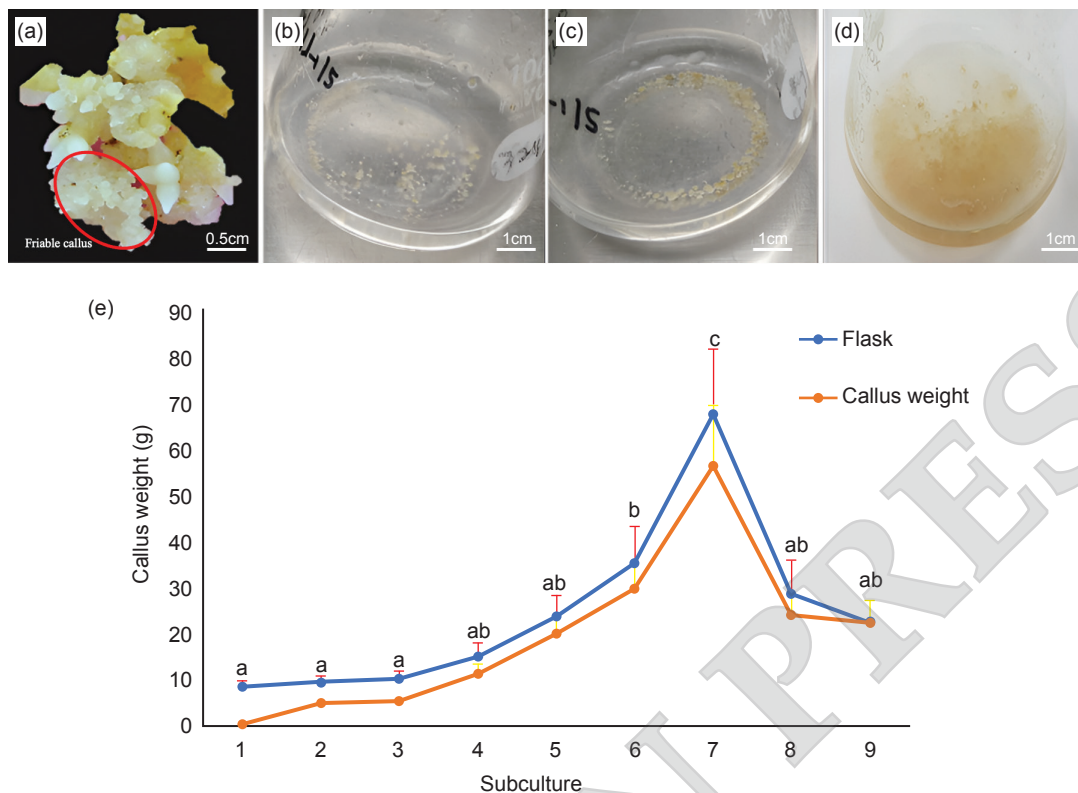 (a)
Friable callus
0.5cm
(b)
1cm
(c)
1cm
(d)
1cm
(e)
Callus weight (g)
90
80
70
60
50
40
30
20
10
0
a
a
a
ab
ab
b
c
ab
ab
Flask
Callus weight
1 2 3 4 5 6 7 8 9
Subculture
N PRESS